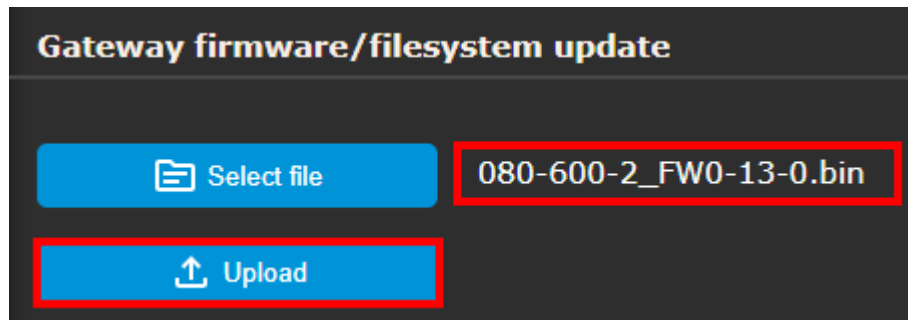 Gateway firmware/filesystem update
Select file
080-600-2_FW0-13-0.bin
Upload